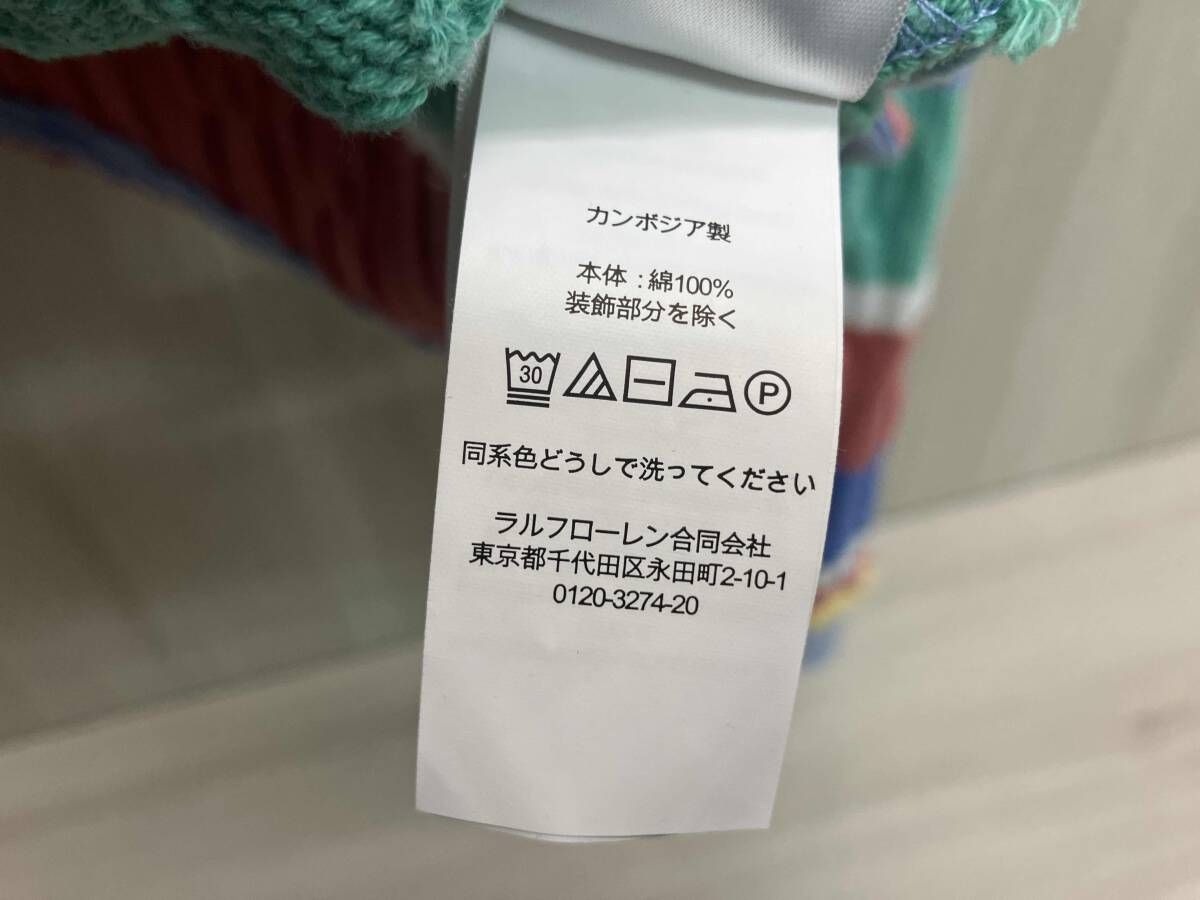 カンボジア製
本体：綿100%
装飾部分を除く
30 P
同系色どうしで洗ってください
ラルフローレン合同会社
東京都千代田区永田町2-10-1
0120-3274-20